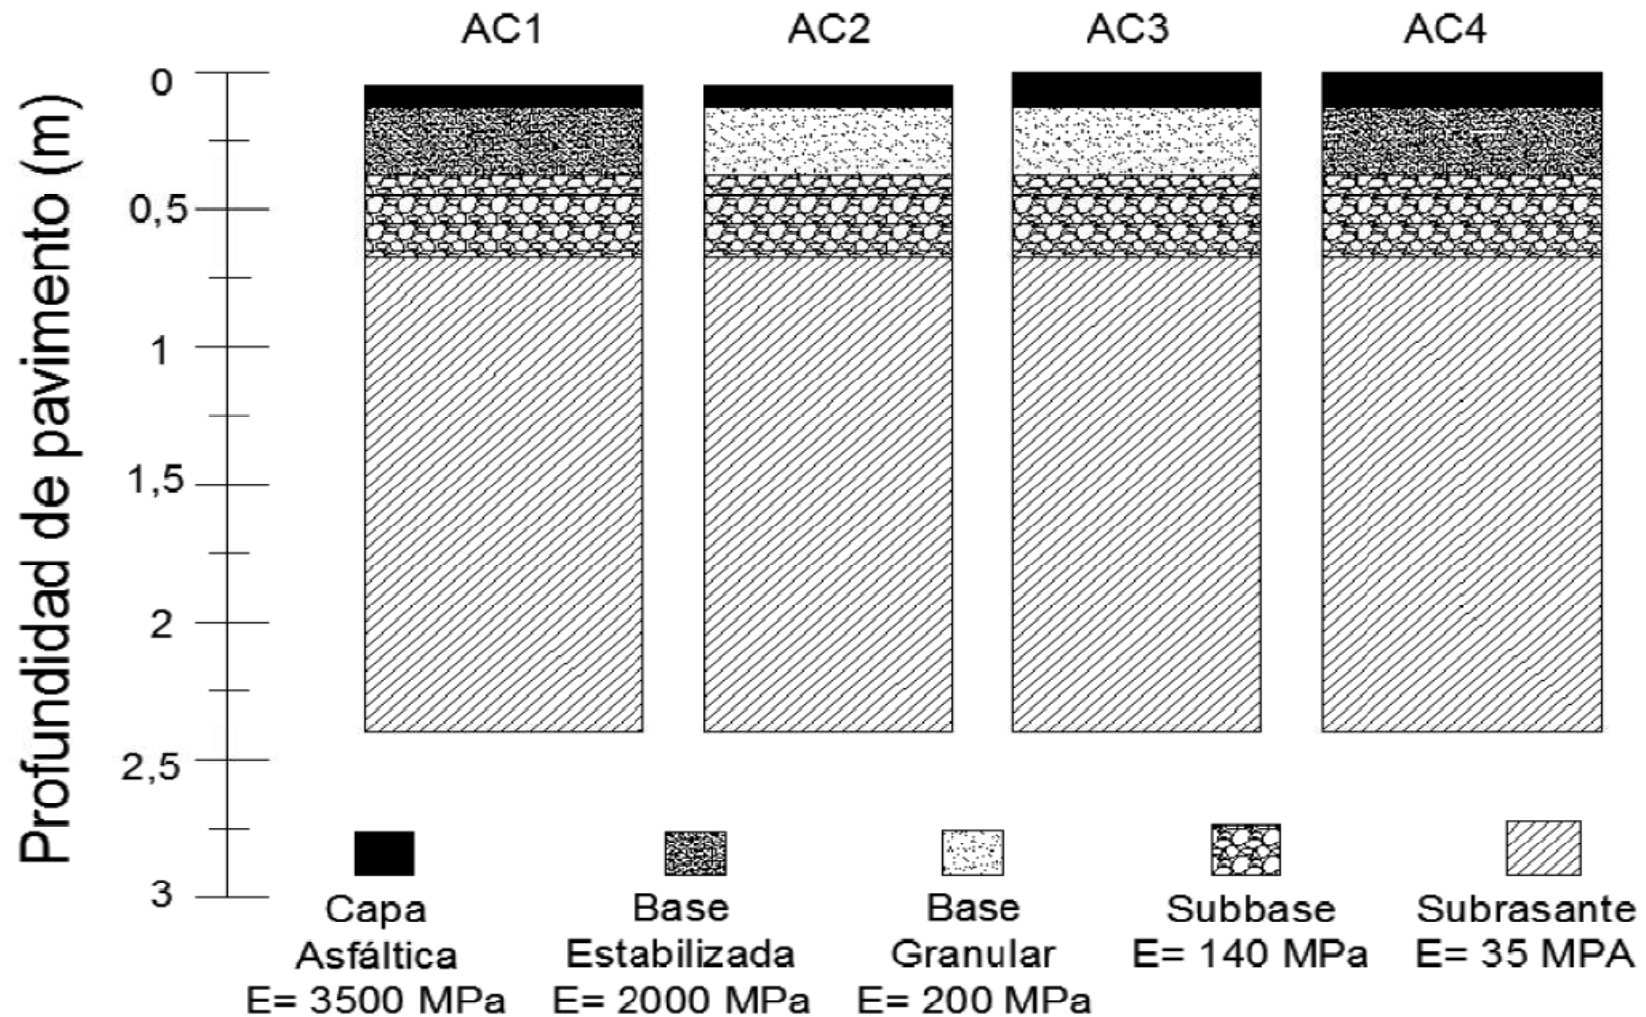 AC1 AC2 AC3 AC4
Profundidad de pavimento (m)
0
0,5
1
1,5
2
2,5
3
Capa
Asfáltica
E= 3500 MPa
Base
Estabilizada
E= 2000 MPa
Base
Granular
E= 200 MPa
Subbase
E= 140 MPa
Subrasante
E= 35 MPA